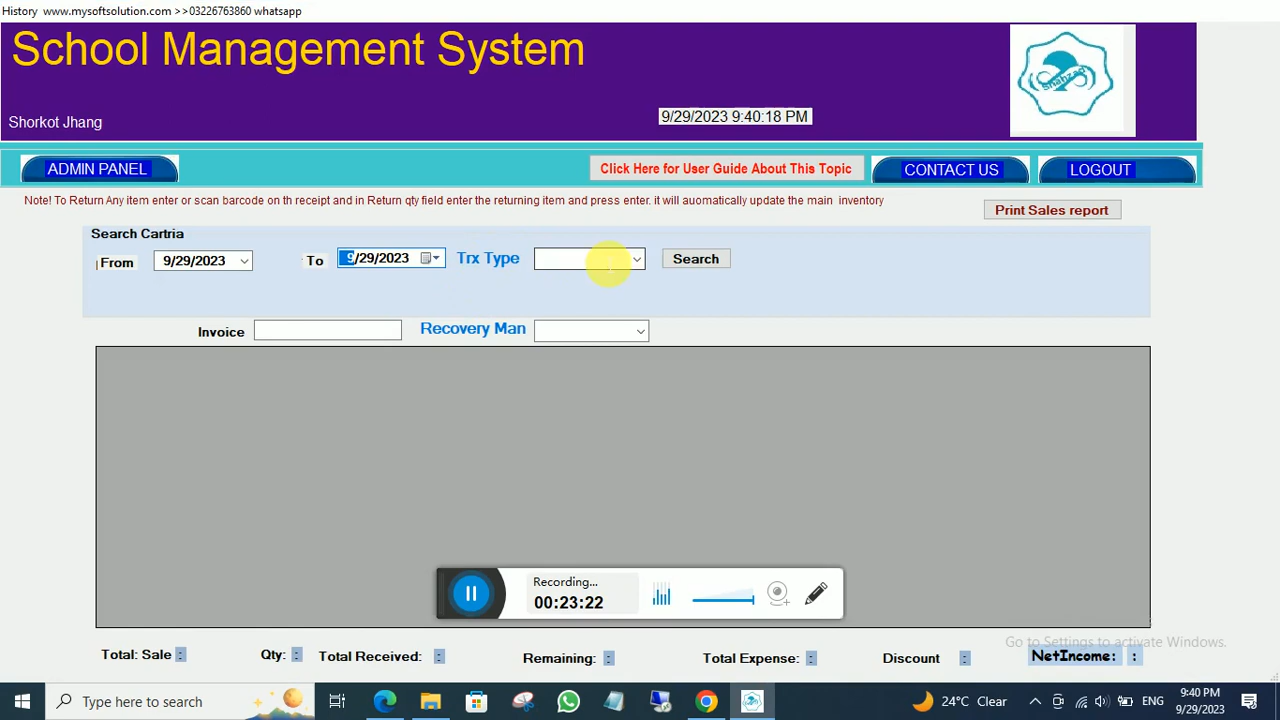 History www.mysoftsolution.com >>03226763860 whatsapp
School Management System
Shahzad
Shorkot Jhang
9/29/2023 9:40:18 PM
ADMIN PANEL
Click Here for User Guide About This Topic
CONTACT US
LOGOUT
Note! To Return Any item enter or scan barcode on th receipt and in Return qty field enter the returning item and press enter. it will auomatically update the main inventory
Print Sales report
Search Cartria
From 9/29/2023 To 9/29/2023 Trx Type Search
Invoice Recovery Man
Recording...
00:23:22
Go to Settings to activate Windows.
Total: Sale : Qty: : Total Received: : Remaining: : Total Expense: : Discount : NetIncome: :
Type here to search
24°C Clear
ENG
9:40 PM
9/29/2023